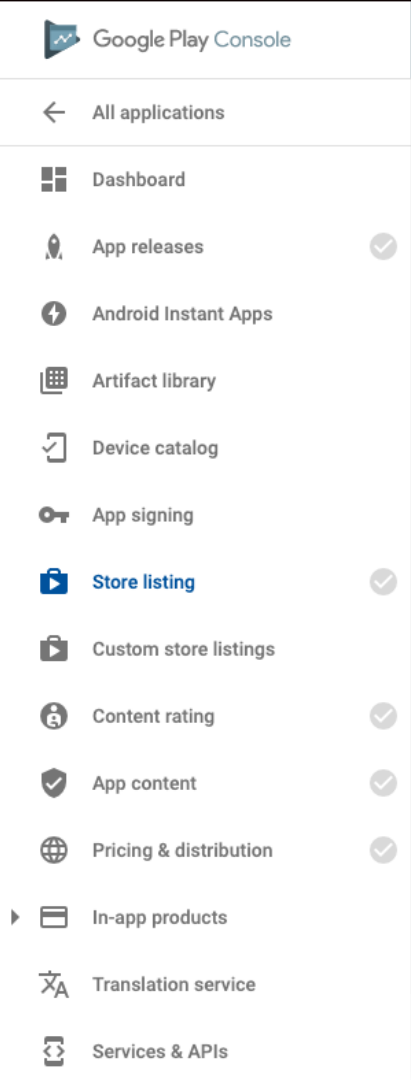 Google Play Console
All applications
Dashboard
App releases
Android Instant Apps
Artifact library
Device catalog
App signing
Store listing
Custom store listings
Content rating
App content
Pricing & distribution
In-app products
Translation service
Services & APIs